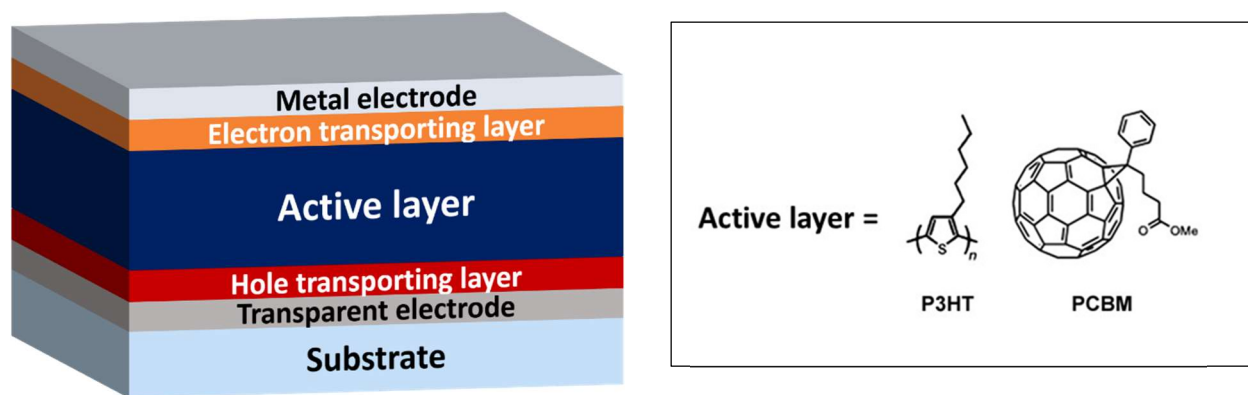 Metal electrode
Electron transporting layer
Active layer
Hole transporting layer
Transparent electrode
Substrate
Active layer =
S
n
O
OMe
P3HT
PCBM